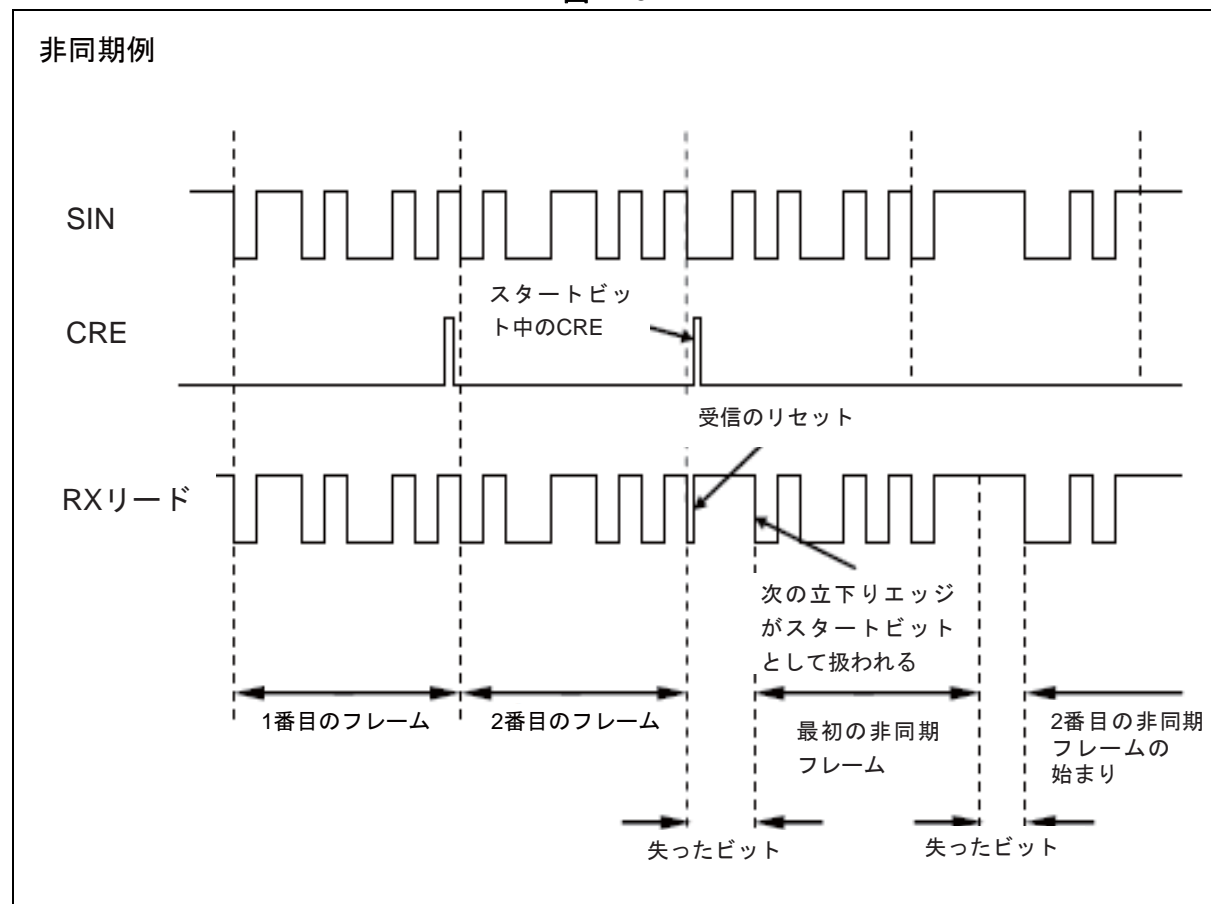 非同期例
SIN
スタートビッ
ト中のCRE
CRE
受信のリセット
RXリード
次の立下りエッジ
がスタートビット
として扱われる
1番目のフレーム
2番目のフレーム
最初の非同期
フレーム
2番目の非同期
フレームの
始まり
失ったビット
失ったビット